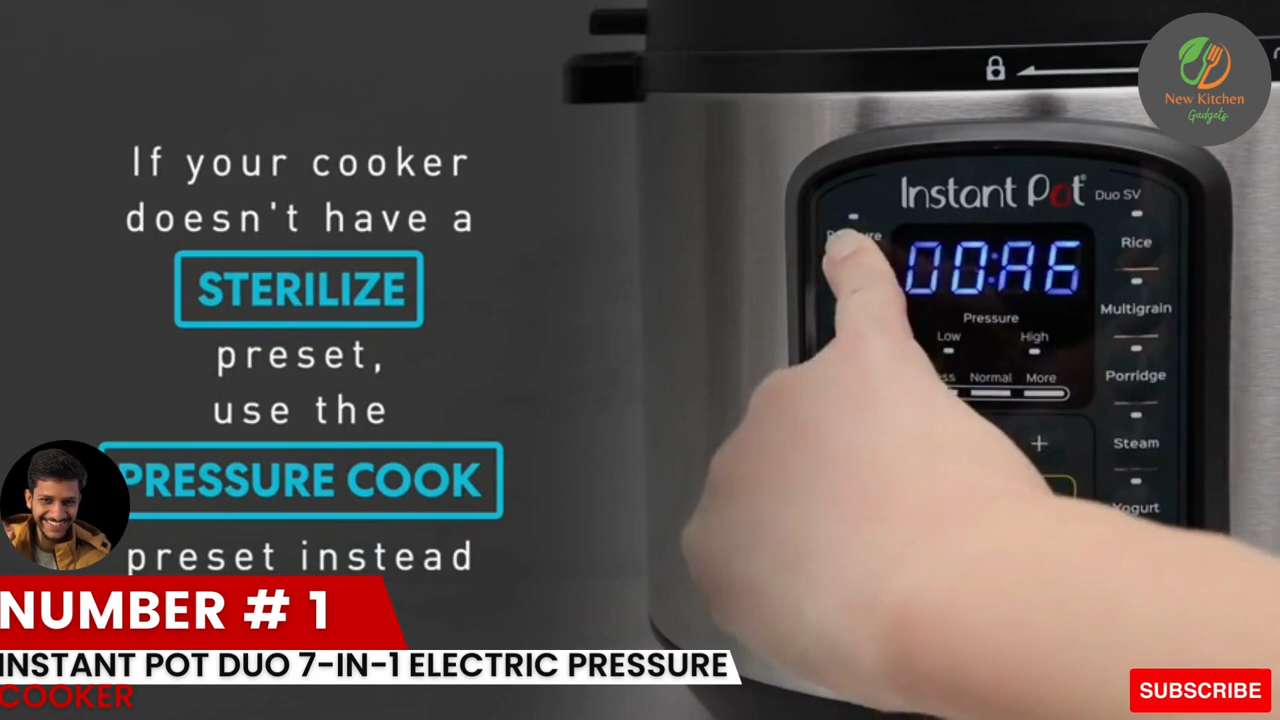 If your cooker
doesn't have a
STERILIZE
preset,
use the
PRESSURE COOK
preset instead
NUMBER # 1
INSTANT POT DUO 7-IN-1 ELECTRIC PRESSURE
COOKER
New Kitchen
Gadgets
Instant Pot® Duo SV
00:A6
Pressure
Low High
Normal More
+
Rice
Multigrain
Porridge
Steam
Yogurt
SUBSCRIBE